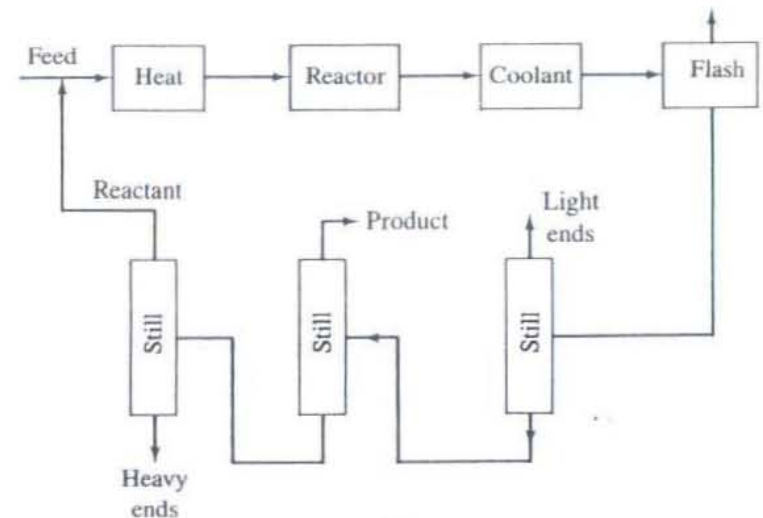 Feed
Heat
Reactor
Coolant
Flash
Reactant
Product
Light
ends
Still
Still
Still
Heavy
ends